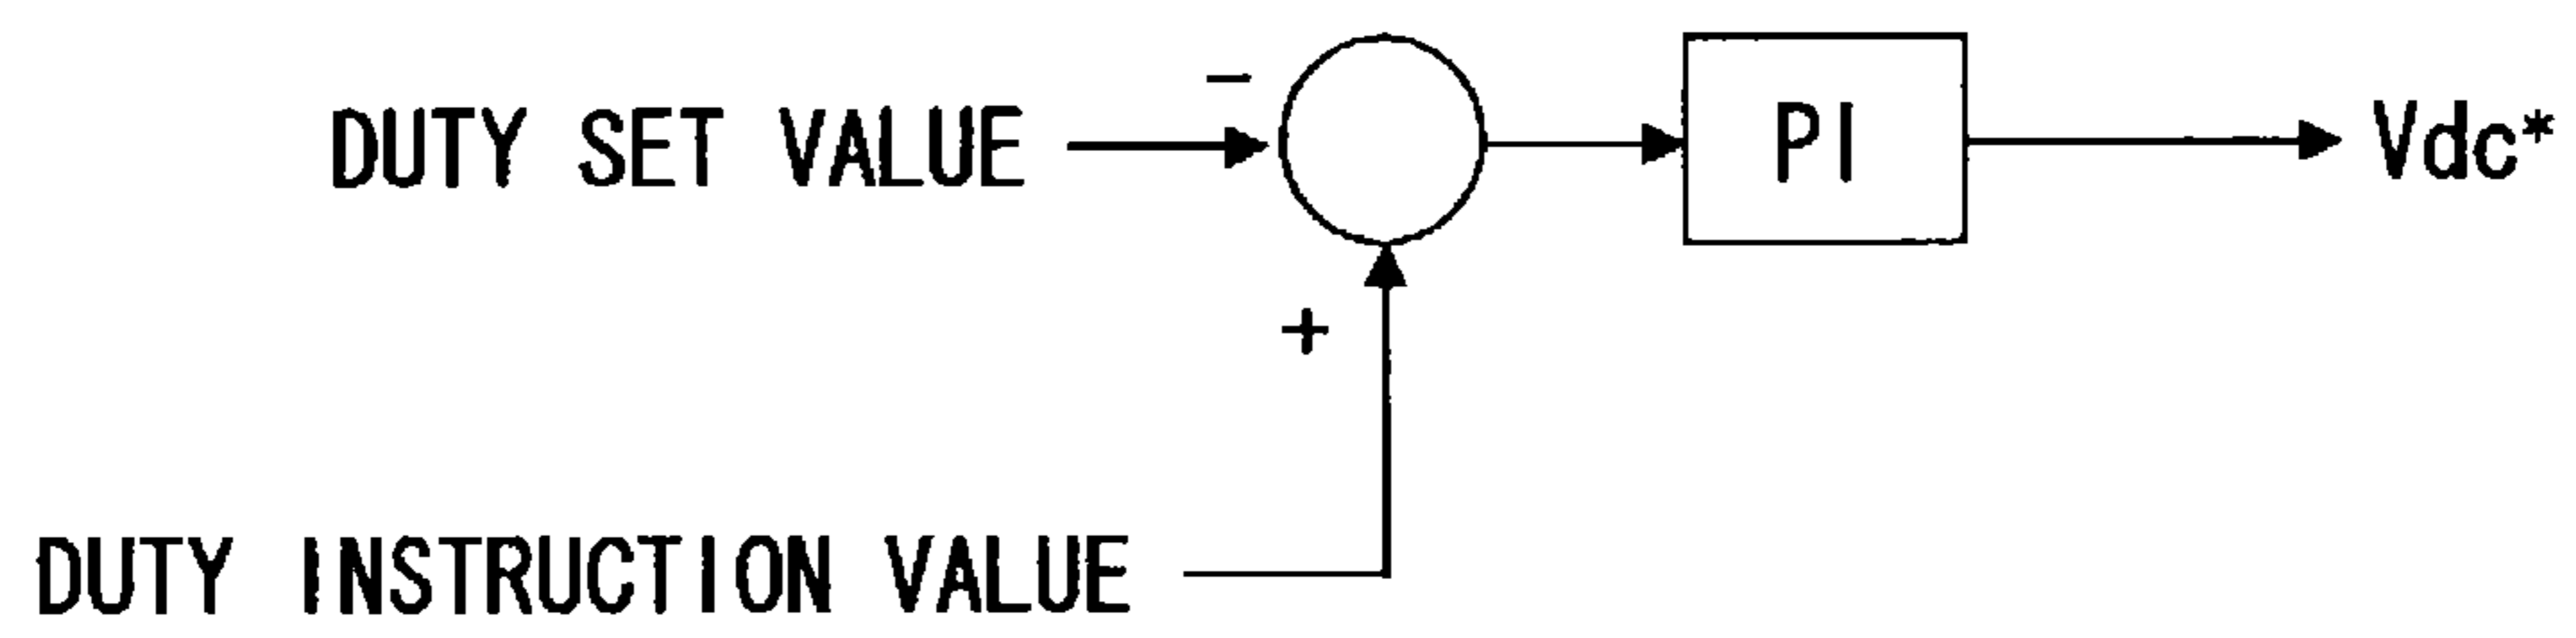 −
DUTY SET VALUE
PI
Vdc*
+
DUTY INSTRUCTION VALUE